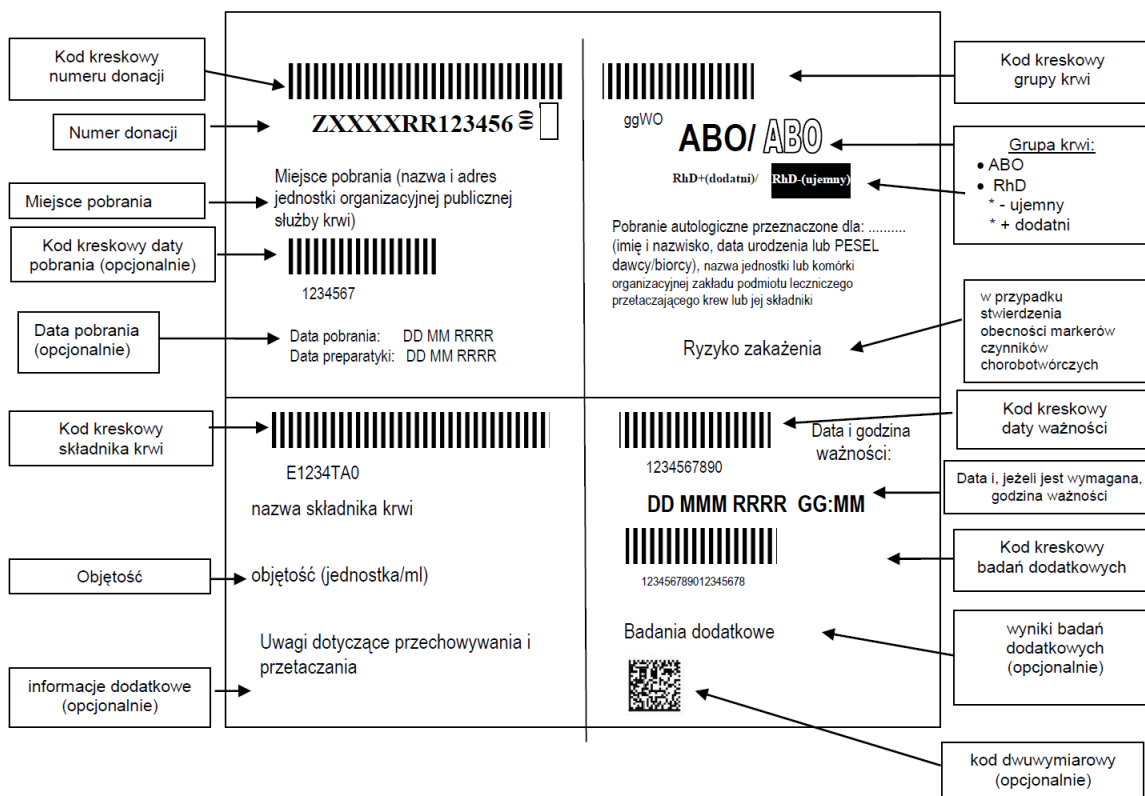 Kod kreskowy
numeru donacji
Numer donacji
Miejsce pobrania
Kod kreskowy daty
pobrania (opcjonalnie)
Data pobrania
(opcjonalnie)
Kod kreskowy
składnika krwi
Objętość
informacje dodatkowe
(opcjonalnie)
ZXXXXRR123456 00
Miejsce pobrania (nazwa i adres
jednostki organizacyjnej publicznej
służby krwi)
1234567
Data pobrania: DD MM RRRR
Data preparatyki: DD MM RRRR
ggWO
ABO/ ABO
RhD+(dodatni)/ RhD-(ujemny)
Pobranie autologiczne przeznaczone dla: ..........
(imię i nazwisko, data urodzenia lub PESEL
dawcy/biorcy), nazwa jednostki lub komórki
organizacyjnej zakładu podmiotu leczniczego
przetaczającego krew lub jej składniki
Ryzyko zakażenia
E1234TA0
nazwa składnika krwi
objętość (jednostka/ml)
Uwagi dotyczące przechowywania i
przetaczania
Data i godzina
ważności:
1234567890
DD MMM RRRR GG:MM
123456789012345678
Badania dodatkowe
Kod kreskowy
grupy krwi
Grupa krwi:
• ABO
• RhD
* - ujemny
* + dodatni
w przypadku
stwierdzenia
obecności markerów
czynników
chorobotwórczych
Kod kreskowy
daty ważności
Data i, jeżeli jest wymagana,
godzina ważności
Kod kreskowy
badań dodatkowych
wyniki badań
dodatkowych
(opcjonalnie)
kod dwuwymiarowy
(opcjonalnie)